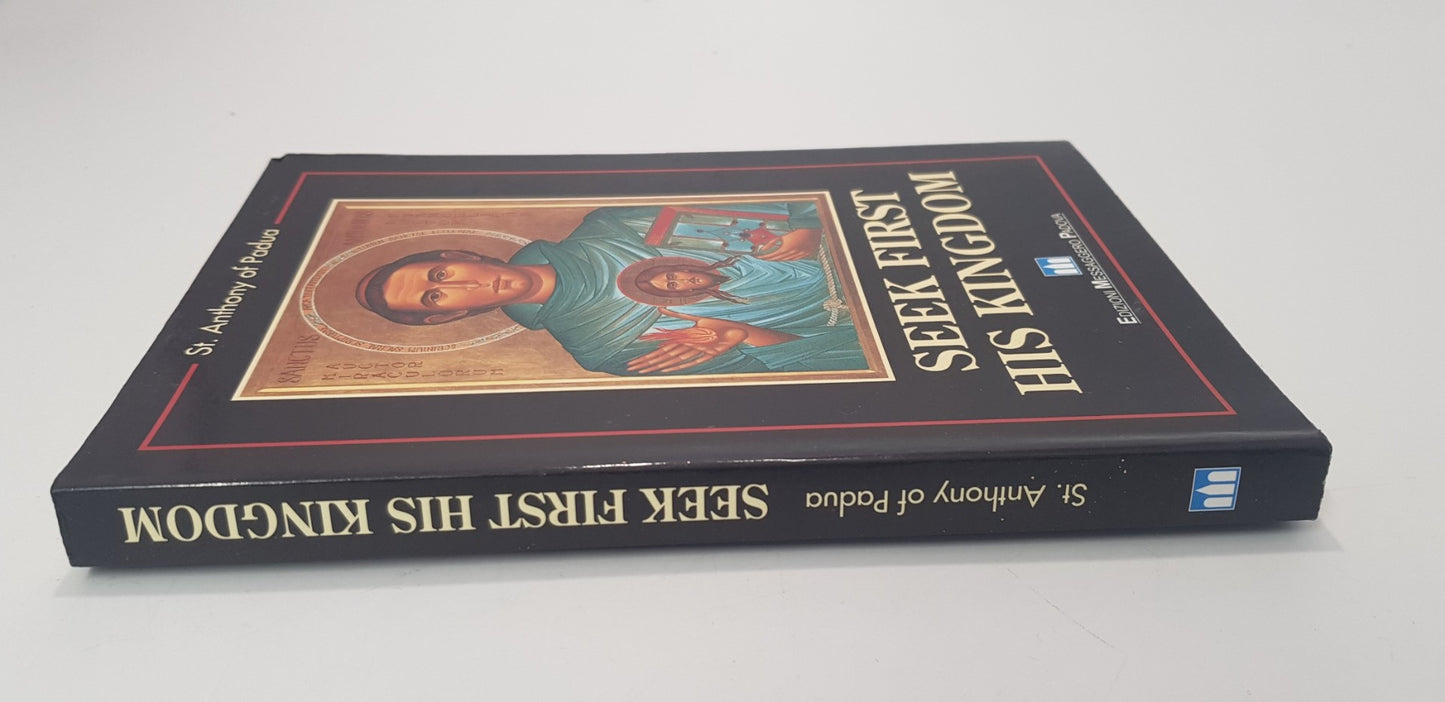 St. Anthony of Padua
SANCTUS
SEEK FIRST
HIS KINGDOM
EDIZIONI MESSAGGERO PADOVA
SEEK FIRST HIS KINGDOM St. Anthony of Padua